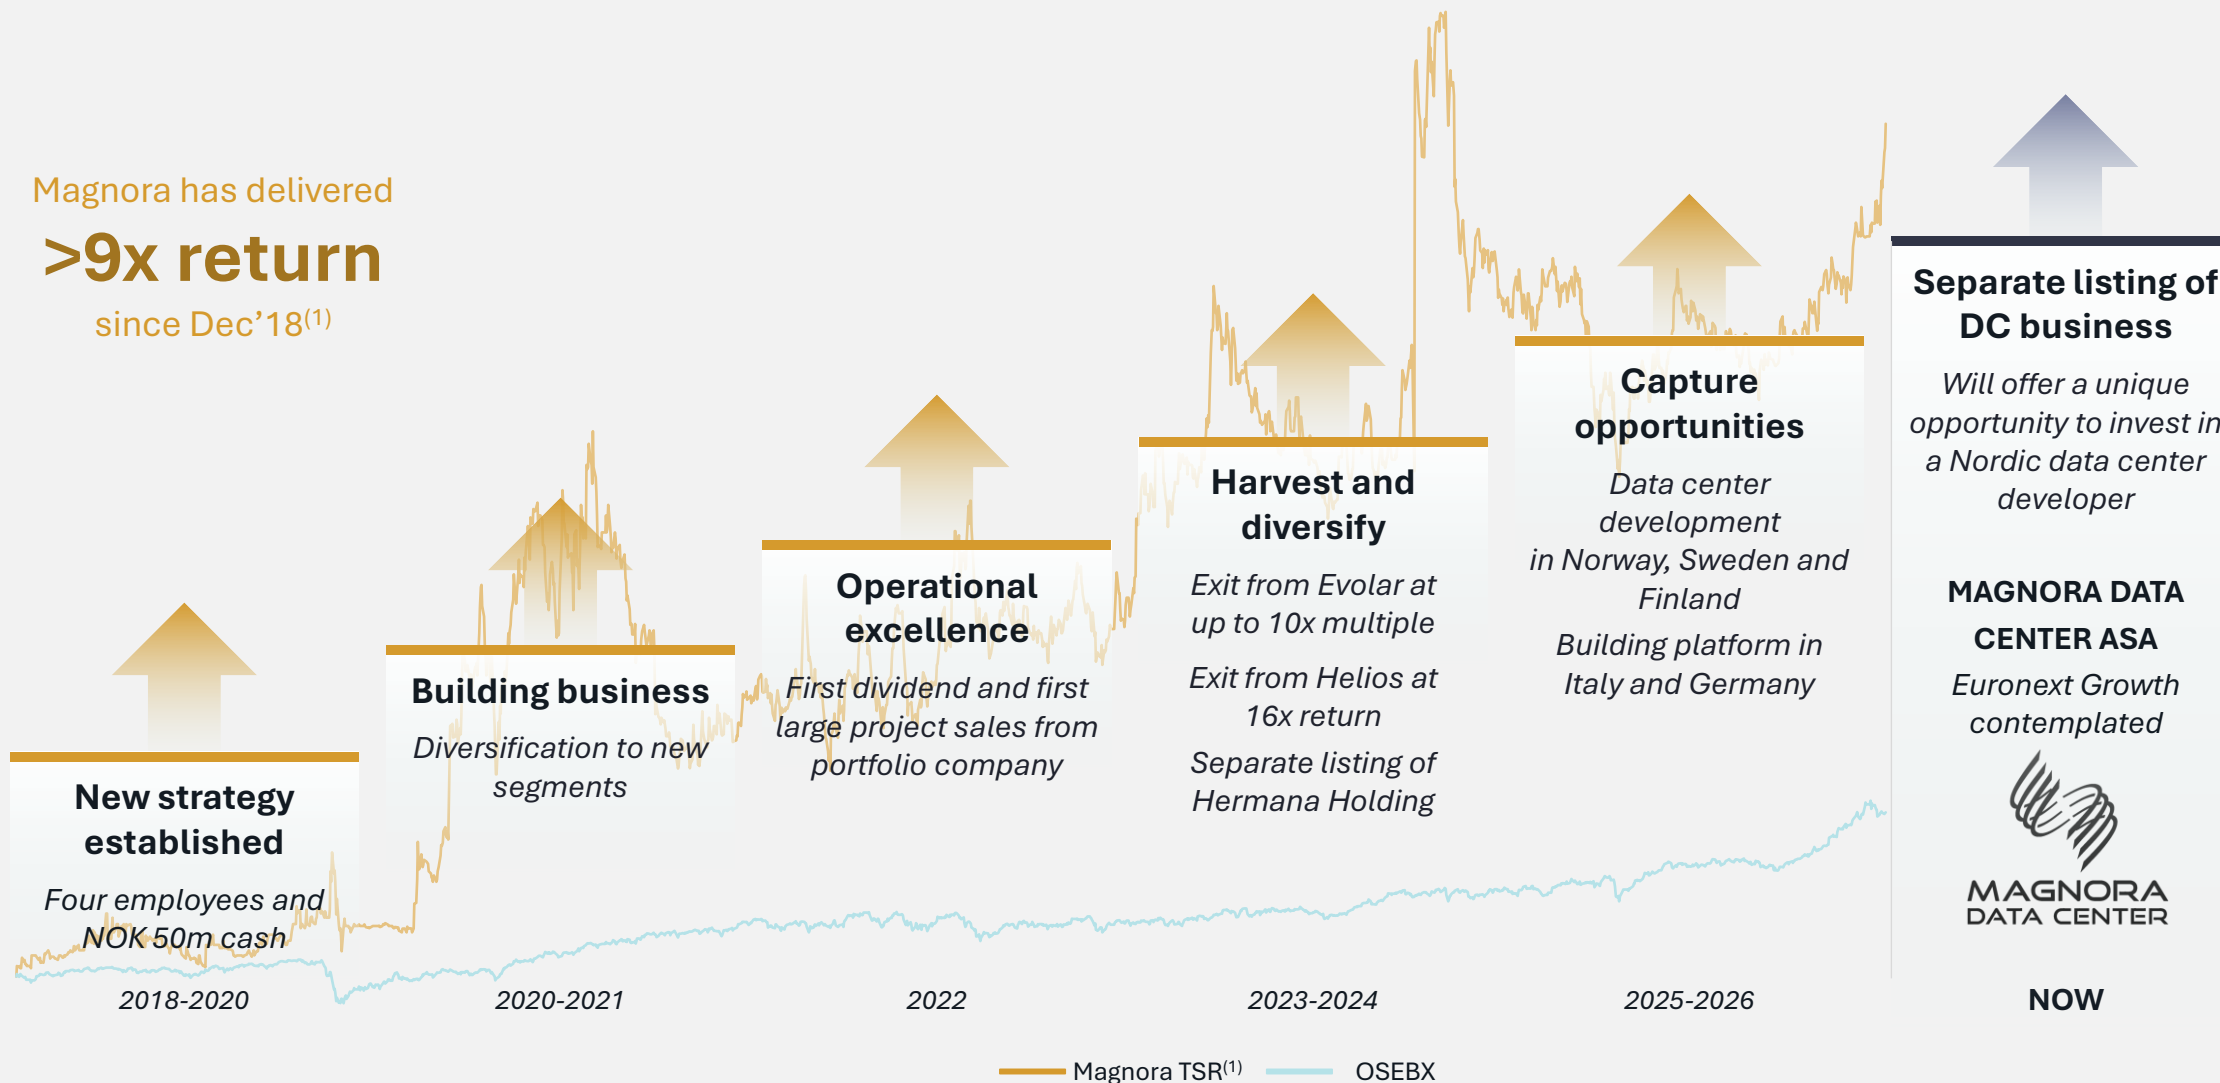 Magnora has delivered
>9x return
since Dec’18(1)
New strategy
established
Four employees and
NOK 50m cash
2018-2020
Building business
Diversification to new
segments
2020-2021
Operational
excellence
First dividend and first
large project sales from
portfolio company
2022
Harvest and
diversify
Exit from Evolar at
up to 10x multiple
Exit from Helios at
16x return
Separate listing of
Hermana Holding
2023-2024
Capture
opportunities
Data center
development
in Norway, Sweden and
Finland
Building platform in
Italy and Germany
2025-2026
Separate listing of
DC business
Will offer a unique
opportunity to invest in
a Nordic data center
developer
MAGNORA DATA
CENTER ASA
Euronext Growth
contemplated
MAGNORA
DATA CENTER
NOW
Magnora TSR(1)
OSEBX